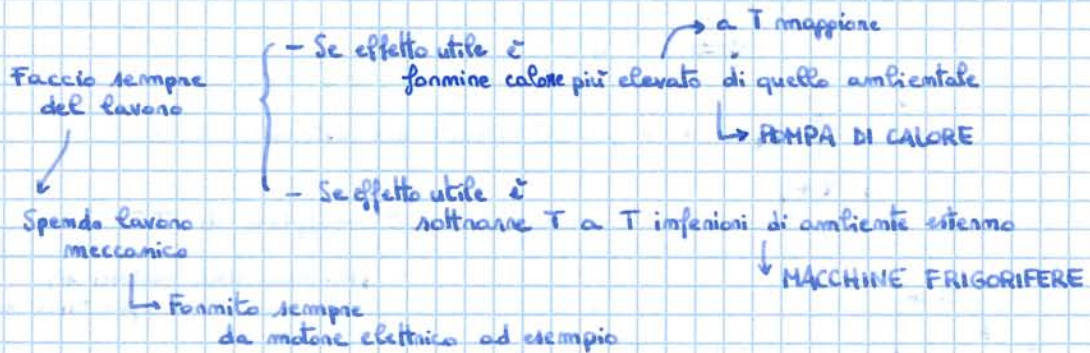 Faccio sempre
del lavoro
Spendo lavoro
meccanico
Fornito sempre
da motore elettrico ad esempio
- Se effetto utile è
fornire calore più elevato di quello ambientale
a T maggiore
POMPA DI CALORE
- Se effetto utile è
sottrarre T a T inferiori di ambiente esterno
MACCHINE FRIGORIFERE